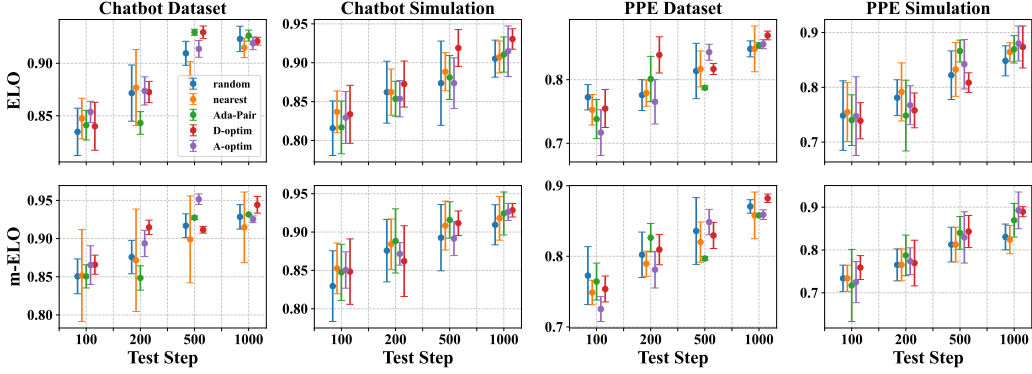 Chatbot Dataset
Chatbot Simulation
PPE Dataset
PPE Simulation
ELO
0.90
0.85
random
nearest
Ada-Pair
D-optim
A-optim
0.95
0.90
0.85
0.80
0.8
0.7
0.9
0.8
0.7
m-ELO
0.95
0.90
0.85
0.80
100
200
500
1000
Test Step
0.95
0.90
0.85
0.80
100
200
500
1000
Test Step
0.9
0.8
0.7
100
200
500
1000
Test Step
0.9
0.8
0.7
100
200
500
1000
Test Step